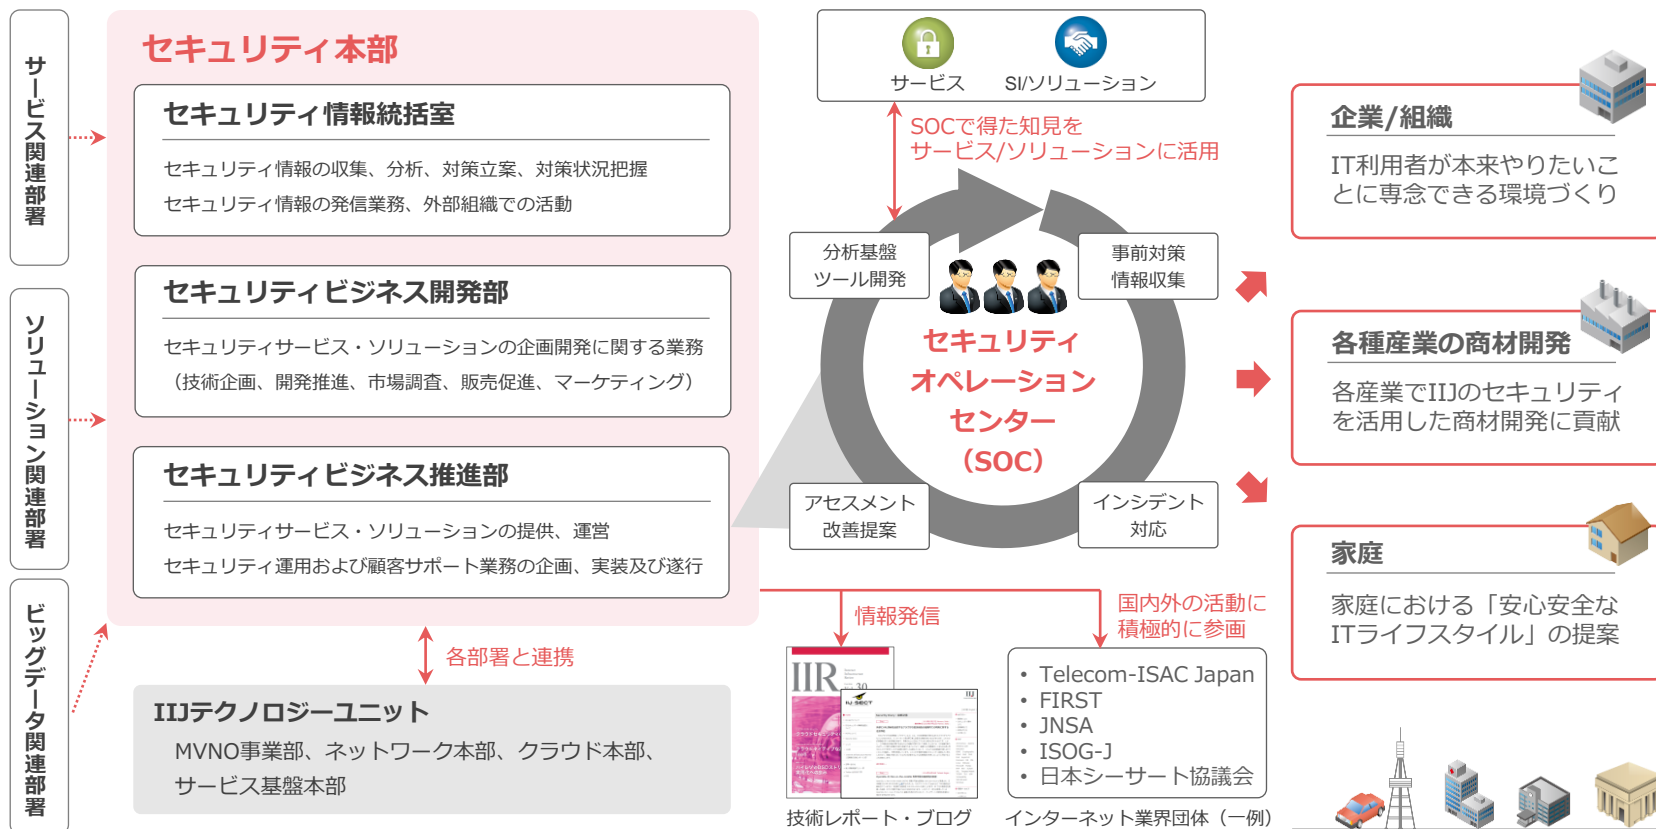 サービス関連部署
ソリューション関連部署
ビッグデータ関連部署
セキュリティ本部
セキュリティ情報統括室
セキュリティ情報の収集、分析、対策立案、対策状況把握
セキュリティ情報の発信業務、外部組織での活動
セキュリティビジネス開発部
セキュリティサービス・ソリューションの企画開発に関する業務
（技術企画、開発推進、市場調査、販売促進、マーケティング）
セキュリティビジネス推進部
セキュリティサービス・ソリューションの提供、運営
セキュリティ運用および顧客サポート業務の企画、実装及び遂行
各部署と連携
IIJテクノロジーユニット
MVNO事業部、ネットワーク本部、クラウド本部、
サービス基盤本部
サービス
SI/ソリューション
SOCで得た知見を
サービス/ソリューションに活用
分析基盤
ツール開発
事前対策
情報収集
セキュリティ
オペレーション
センター
（SOC）
アセスメント
改善提案
インシデント
対応
情報発信
IIR
30
技術レポート・ブログ
国内外の活動に
積極的に参画
• Telecom-ISAC Japan
• FIRST
• JNSA
• ISOG-J
• 日本シーサート協議会
インターネット業界団体（一例）
企業/組織
IT利用者が本来やりたいこ
とに専念できる環境づくり
各種産業の商材開発
各産業でIIJのセキュリティ
を活用した商材開発に貢献
家庭
家庭における「安心安全な
ITライフスタイル」の提案